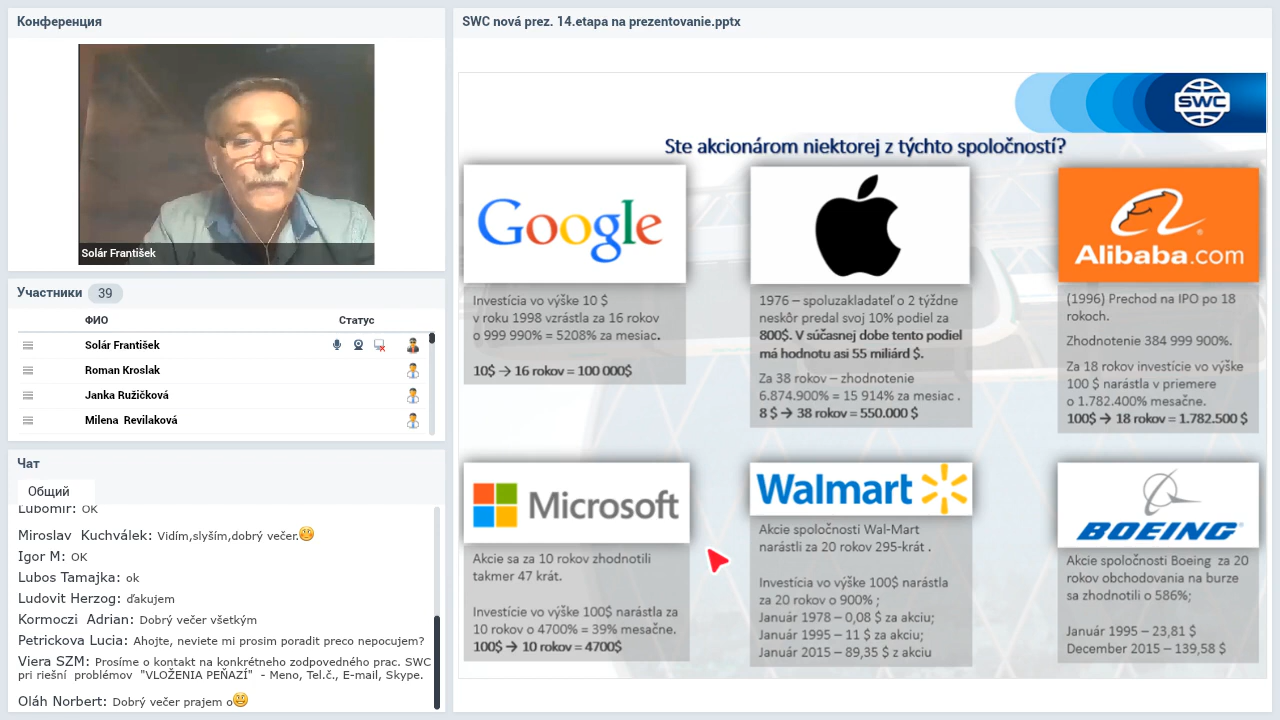 Конференция
Solár František
Участники 39
ФИО Статус
Solár František
Roman Kroslak
Janka Ružičková
Milena Revilaková
Чат
Общий
Lubomir: OK
Miroslav Kuchválek: Vidím,slyším,dobrý večer.
Igor M: OK
Lubos Tamajka: ok
Ludovit Herzog: ďakujem
Kormoczi Adrian: Dobrý večer všetkým
Petrickova Lucia: Ahojte, neviete mi prosim poradit preco nepocujem?
Viera SZM: Prosíme o kontakt na konkrétneho zodpovedného prac. SWC
pri riešní problémov "VLOŽENIA PEŇAZÍ" - Meno, Tel.č., E-mail, Skype.
Oláh Norbert: Dobrý večer prajem o
SWC nová prez. 14.etapa na prezentovanie.pptx
SWC
Ste akcionárom niektorej z týchto spoločností?
Google
Investícia vo výške 10 $
v roku 1998 vzrástla za 16 rokov
o 999 990% = 5208% za mesiac.
10$ → 16 rokov = 100 000$
1976 – spoluzakladateľ o 2 týždne
neskôr predal svoj 10% podiel za
800$. V súčasnej dobe tento podiel
má hodnotu asi 55 miliárd $.
Za 38 rokov – zhodnotenie
6.874.900% = 15 914% za mesiac .
8 $ → 38 rokov = 550.000 $
Alibaba.com
(1996) Prechod na IPO po 18
rokoch.
Zhodnotenie 384 999 900%.
Za 18 rokov investície vo výške
100 $ narástla v priemere
o 1.782.400% mesačne.
100$ → 18 rokov = 1.782.500 $
Microsoft
Akcie sa za 10 rokov zhodnotili
takmer 47 krát.
Investície vo výške 100$ narástla za
10 rokov o 4700% = 39% mesačne.
100$ → 10 rokov = 4700$
Walmart
Akcie spoločnosti Wal-Mart
narástli za 20 rokov 295-krát .
Investícia vo výške 100$ narástla
za 20 rokov o 900% ;
Január 1978 – 0,08 $ za akciu;
Január 1995 – 11 $ za akciu;
Január 2015 – 89,35 $ z akciu
BOEING
Akcie spoločnosti Boeing za 20
rokov obchodovania na burze
sa zhodnotili o 586%;
Január 1995 – 23,81 $
December 2015 – 139,58 $